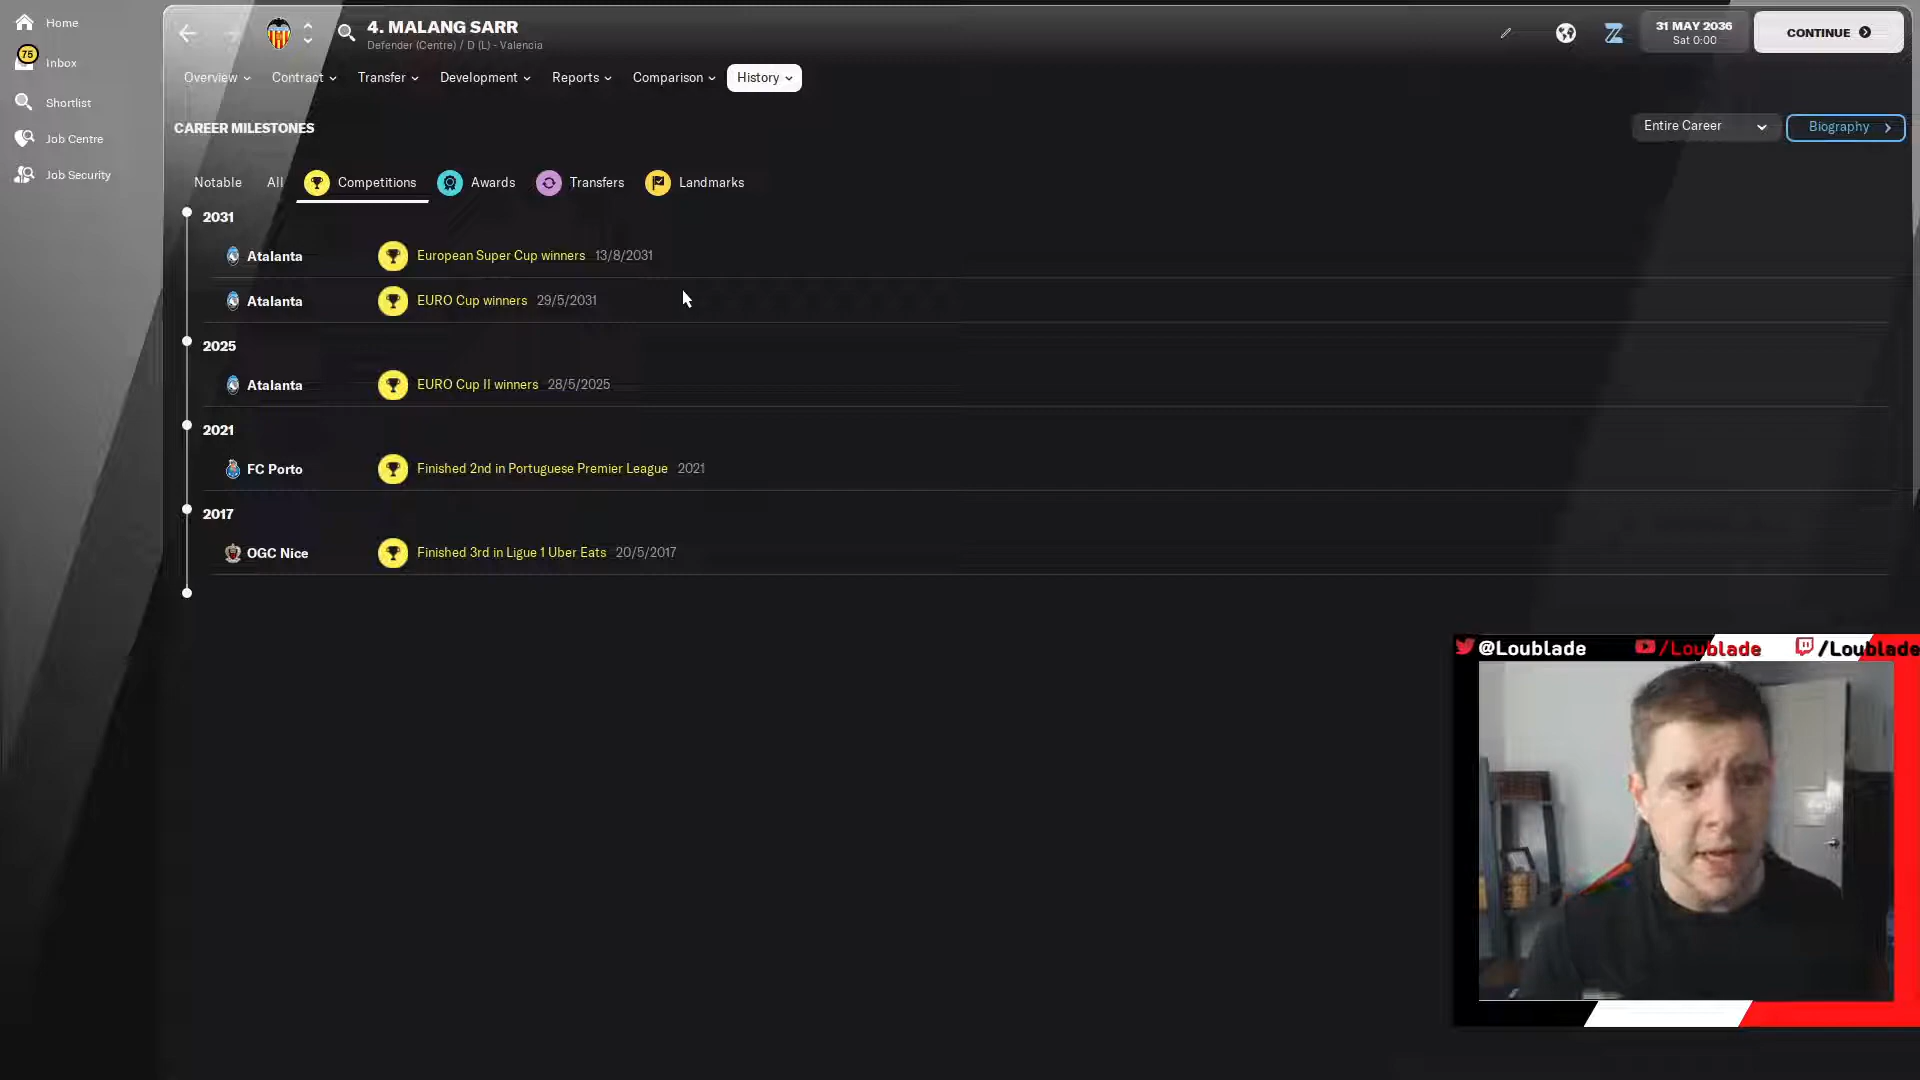 Home
75
Inbox
Shortlist
Job Centre
Job Security
4. MALANG SARR
Defender (Centre) / D (L) - Valencia
31 MAY 2036
Sat 0:00
CONTINUE
Overview
Contract
Transfer
Development
Reports
Comparison
History
CAREER MILESTONES
Entire Career
Biography
Notable
All
Competitions
Awards
Transfers
Landmarks
2031
Atalanta European Super Cup winners 13/8/2031
Atalanta EURO Cup winners 29/5/2031
2025
Atalanta EURO Cup II winners 28/5/2025
2021
FC Porto Finished 2nd in Portuguese Premier League 2021
2017
OGC Nice Finished 3rd in Ligue 1 Uber Eats 20/5/2017
@Loublade /Loublade /Loublade